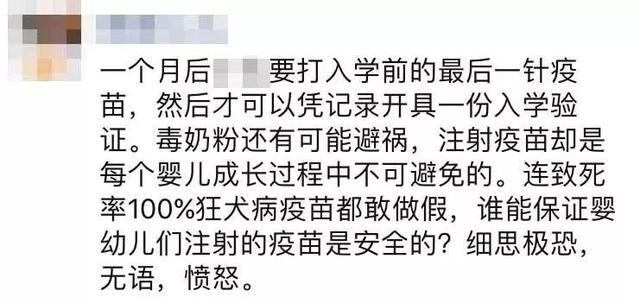 一个月后 要打入学前的最后一针疫
苗，然后才可以凭记录开具一份入学验
证。毒奶粉还有可能避祸，注射疫苗却是
每个婴儿成长过程中不可避免的。连致死
率100%狂犬病疫苗都敢做假，谁能保证婴
幼儿们注射的疫苗是安全的？细思极恐，
无语，愤怒。